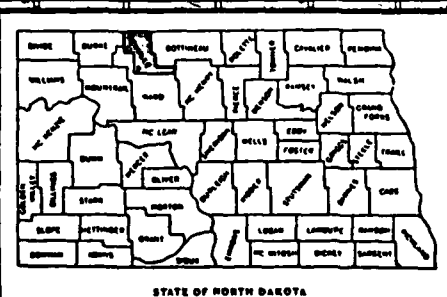 DIVIDE BURKE BOTTINEAU ROLETTE TOWNER CAVALIER PEMBINA
WILLIAMS MOUNTRAIL WARD MC HENRY PIERCE BENSON RAMSEY WALSH
MC KENZIE NELSON GRAND FORKS
MC LEAN SHERIDAN WELLS EDDY
FOSTER GRIGGS STEELE TRAILL
DUNN MERCER OLIVER
GOLDEN VALLEY BILLINGS STARK MORTON BURLEIGH KIDDER STUTSMAN BARNES CASS
SLOPE HETTINGER GRANT EMMONS LOGAN LAMOURE RANSOM RICHLAND
BOWMAN ADAMS SIOUX MC INTOSH DICKEY SARGENT
STATE OF NORTH DAKOTA